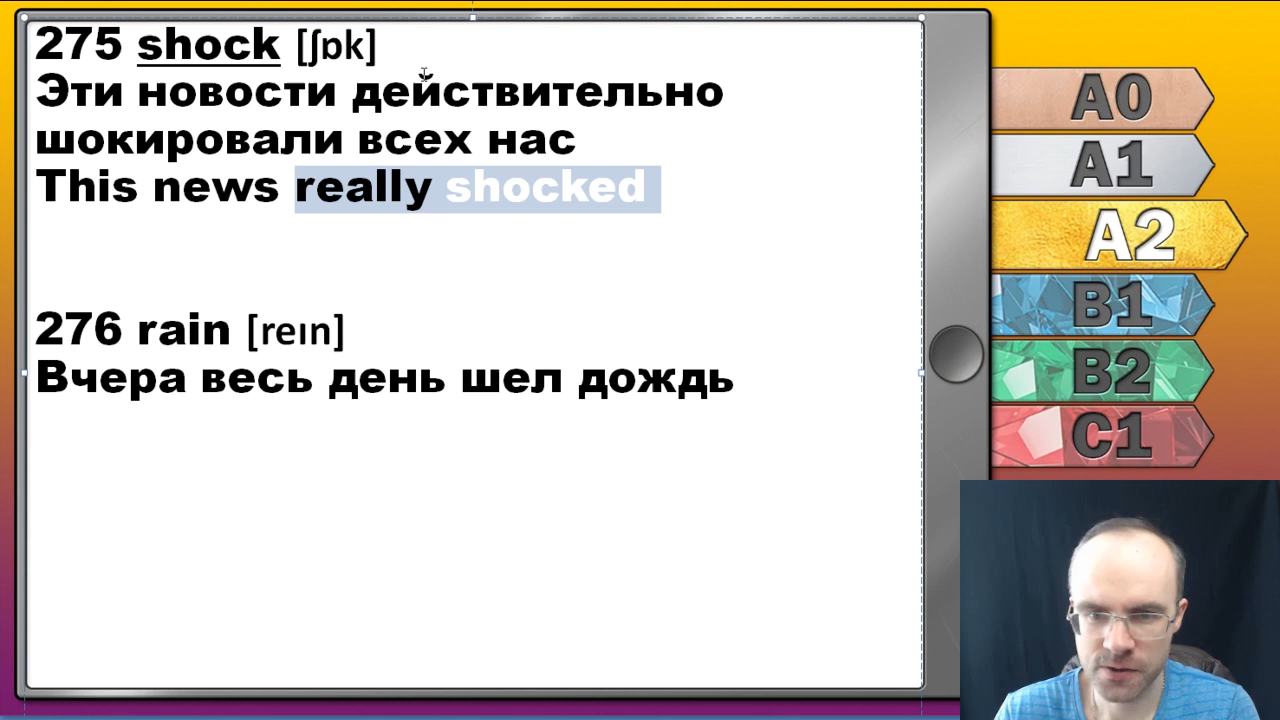 275 shock [ʃɒk]
Эти новости действительно
шокировали всех нас
This news really shocked
276 rain [reɪn]
Вчера весь день шел дождь
A0
A1
A2
B1
B2
C1